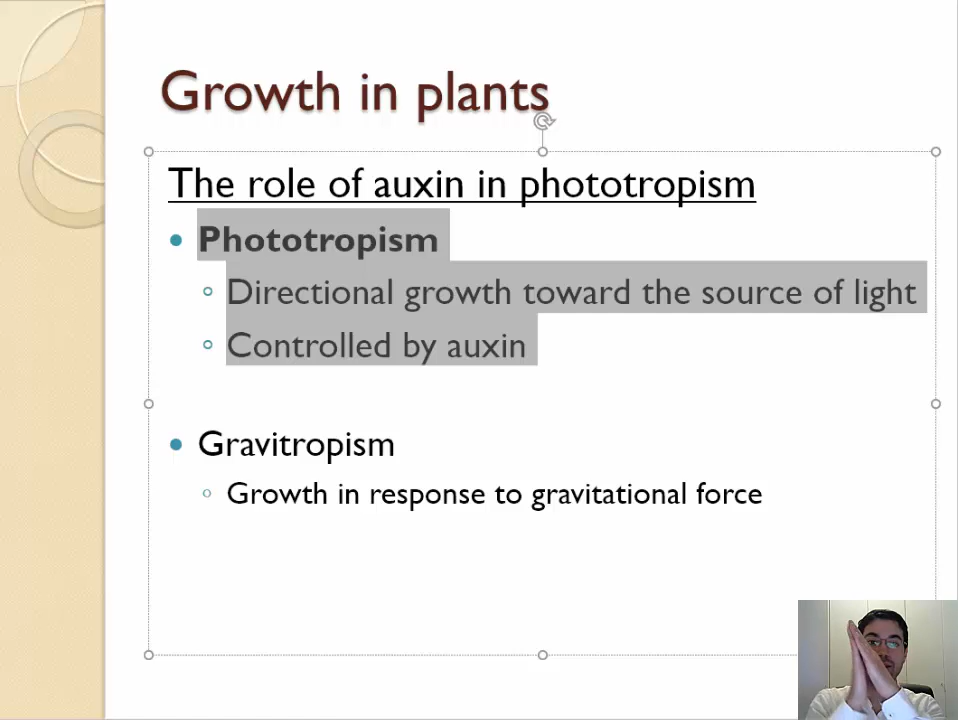 Growth in plants
The role of auxin in phototropism
Phototropism
Directional growth toward the source of light
Controlled by auxin
Gravitropism
Growth in response to gravitational force